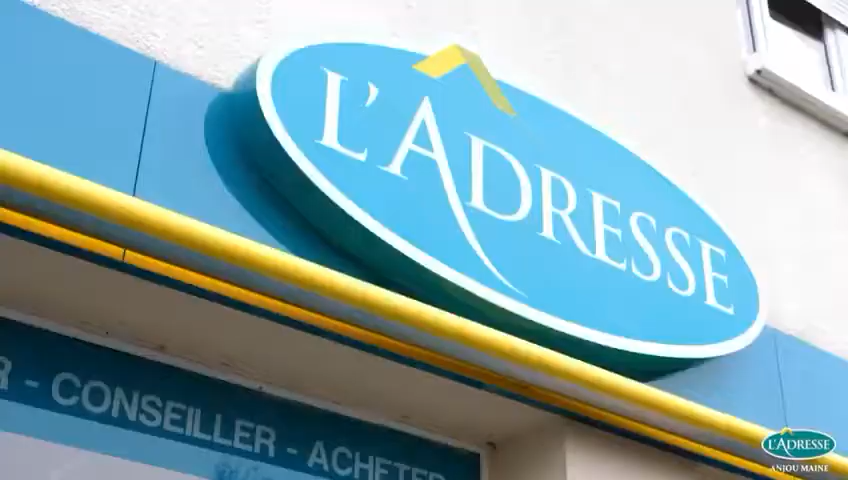 L'ADRESSE
R - CONSEILLER - ACHETER
L'ADRESSE
ANJOU MAINE